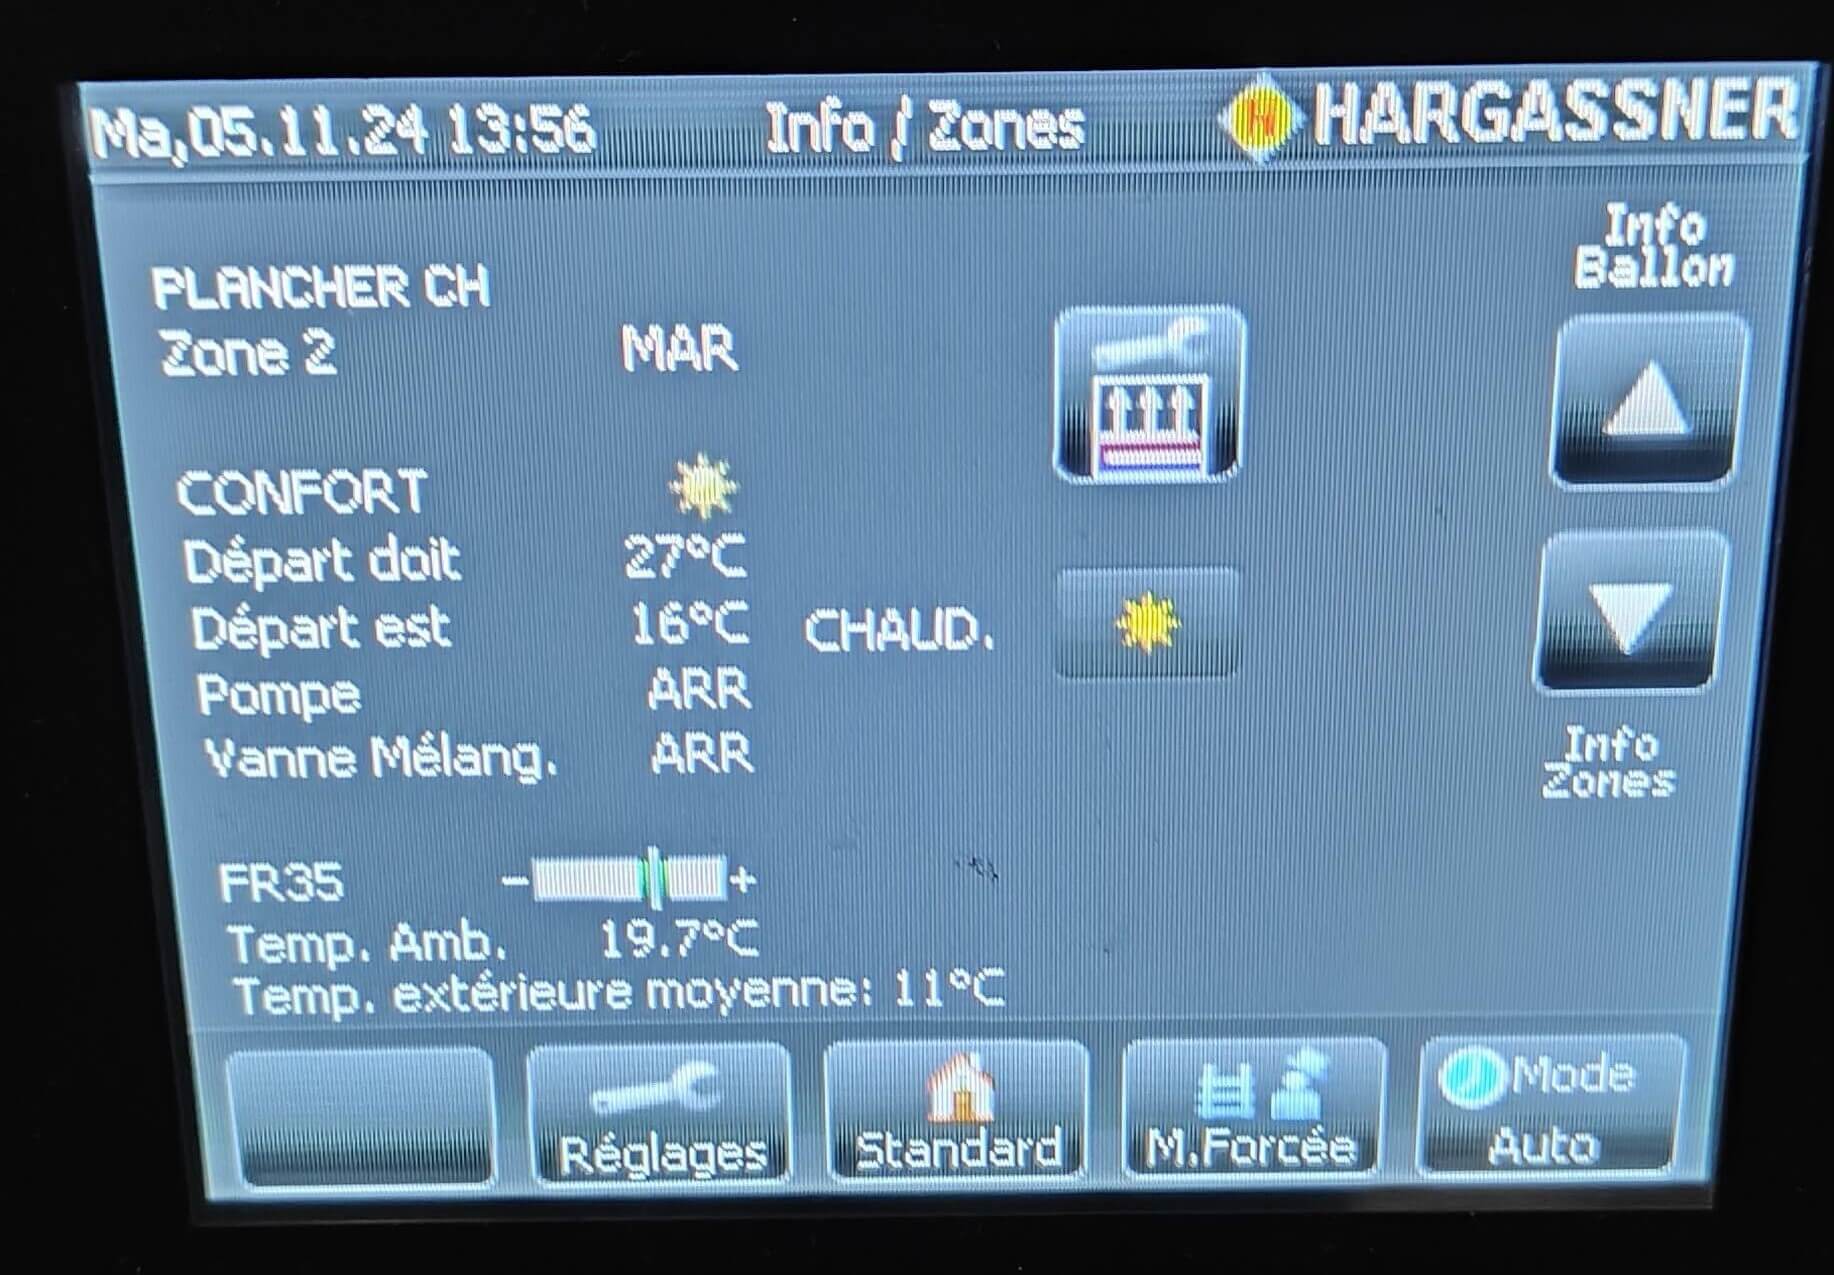 Ma,05.11.24 13:56 Info / Zones HARGASSNER
Info
Ballon
PLANCHER CH
Zone 2 MAR
CONFORT
Départ doit 27°C
Départ est 16°C CHAUD.
Pompe ARR
Vanne Mélang. ARR
Info
Zones
FR35 - +
Temp. Amb. 19.7°C
Temp. extérieure moyenne: 11°C
Réglages
Standard
M.Forcée
Mode
Auto